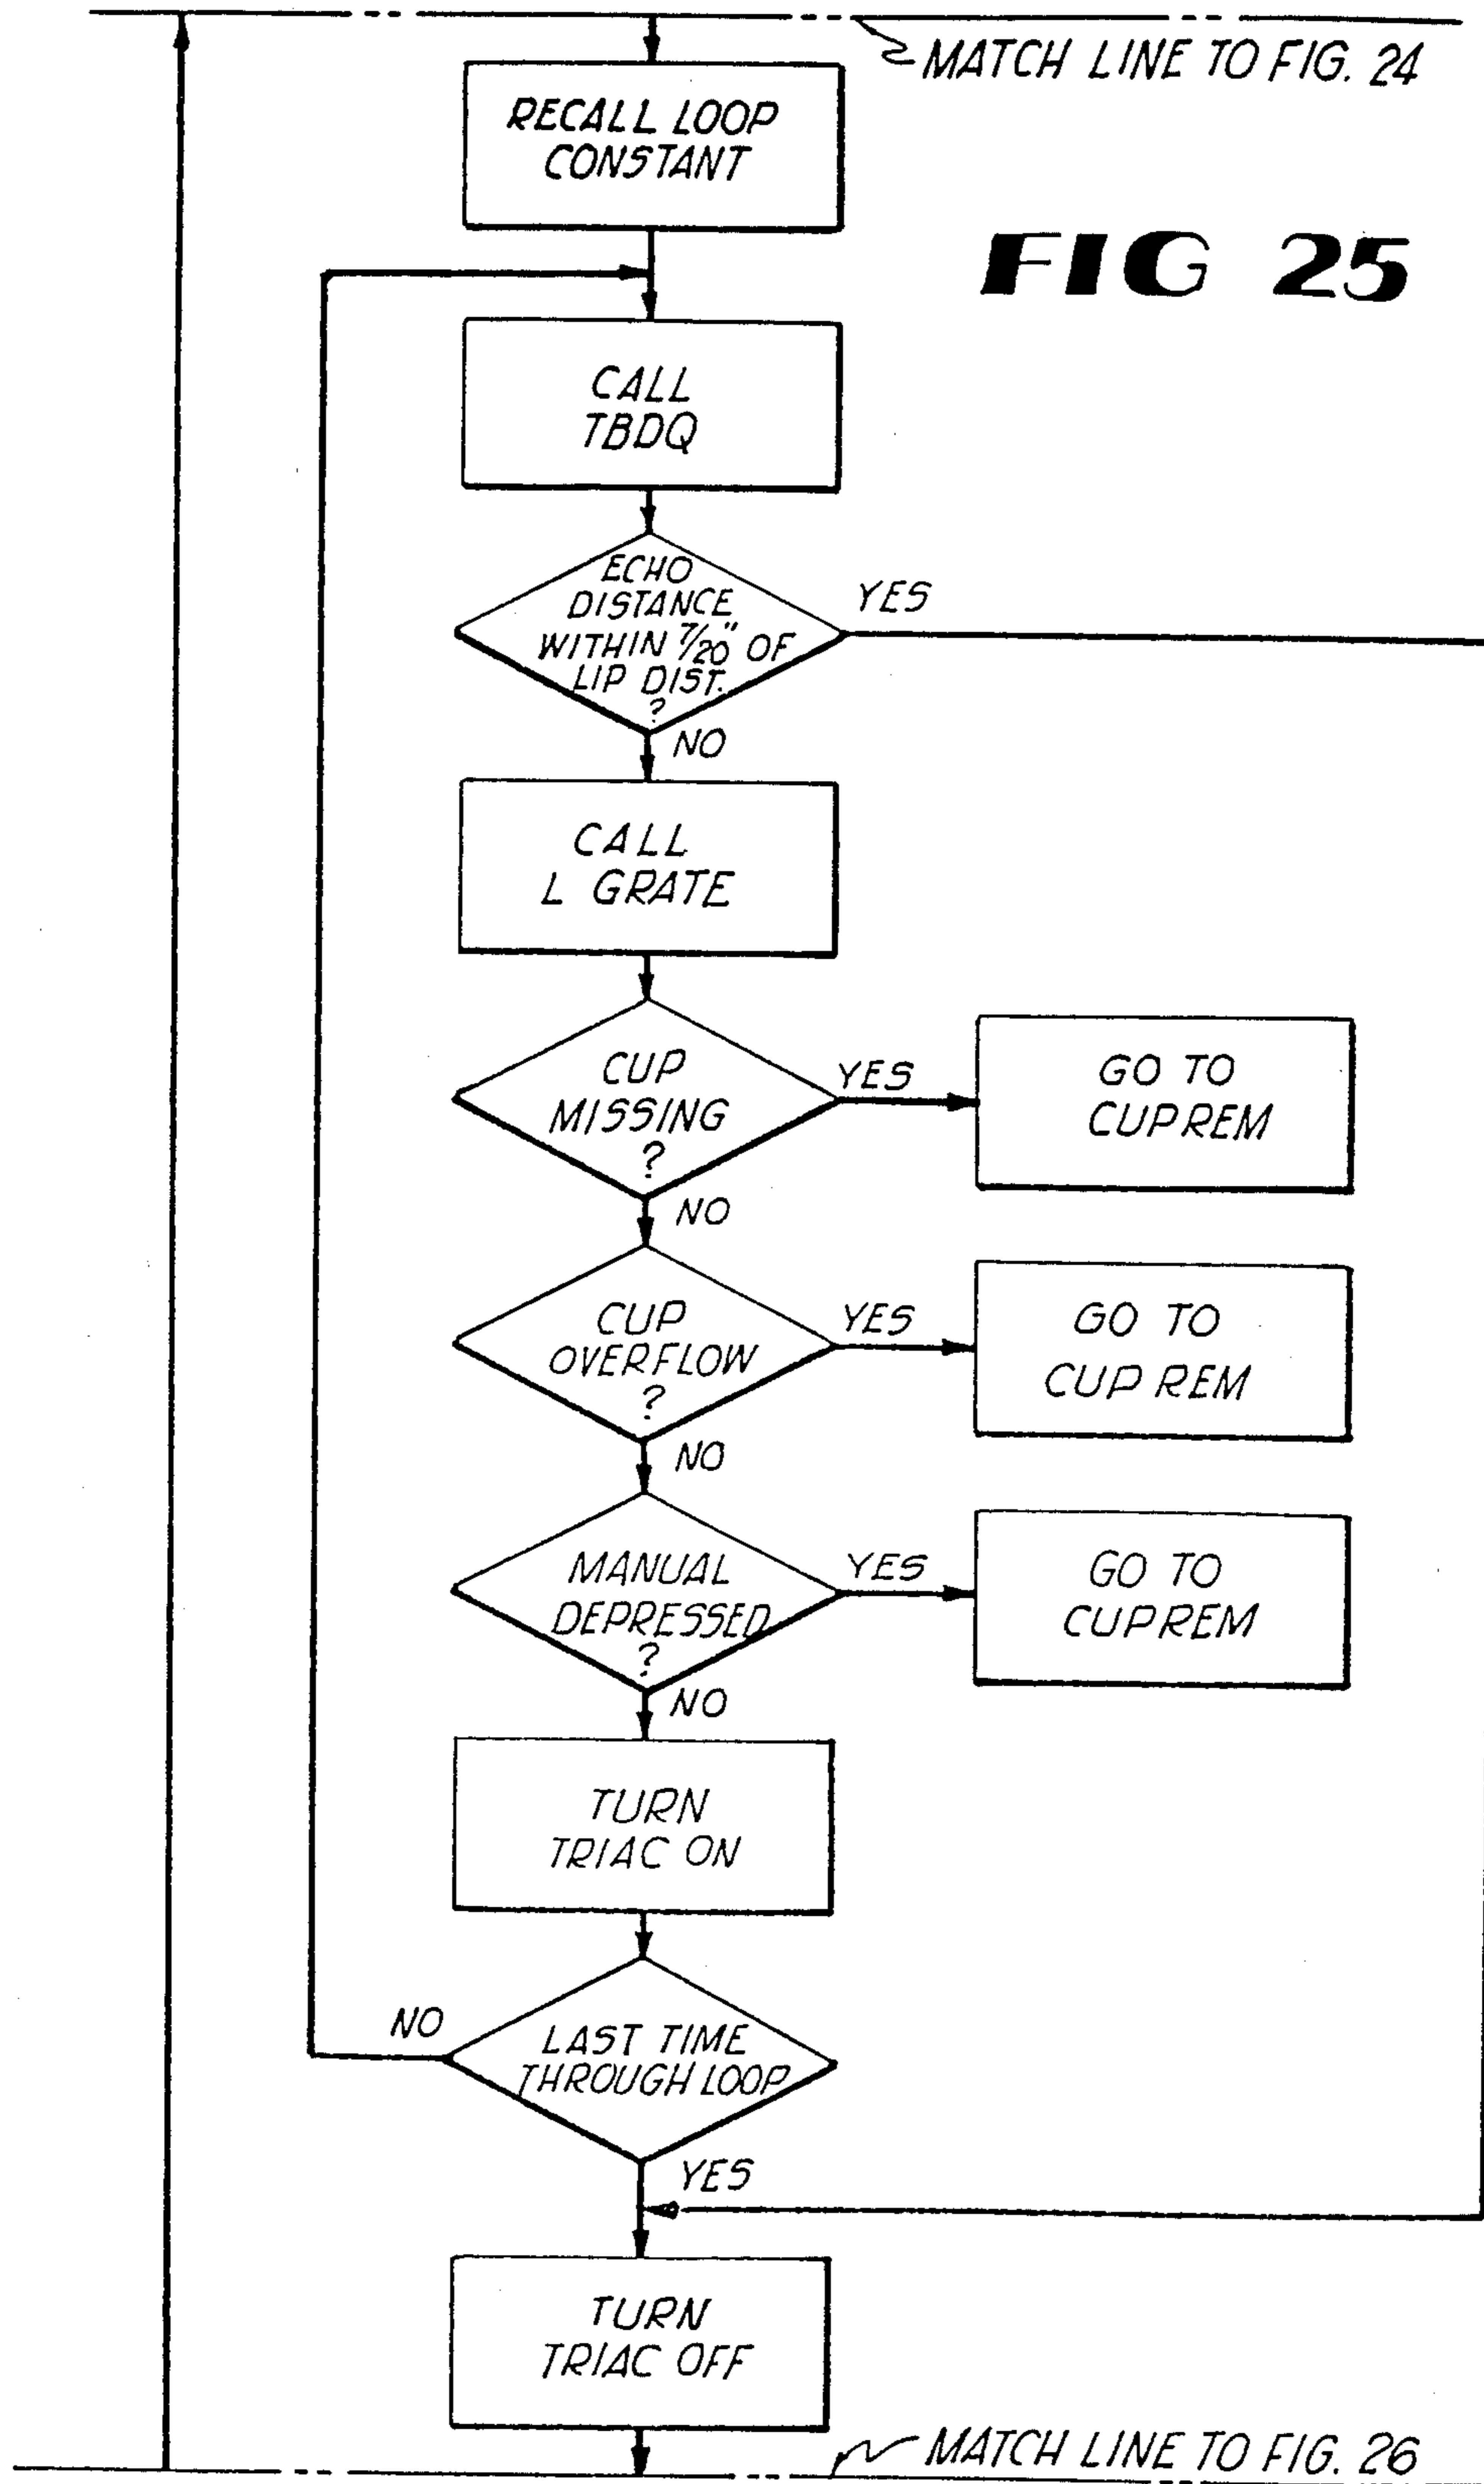 MATCH LINE TO FIG. 24
RECALL LOOP
CONSTANT
FIG 25
CALL
TBDQ
ECHO
DISTANCE
WITHIN 7/20" OF
LIP DIST.
?
YES
NO
CALL
L GRATE
CUP
MISSING
?
YES
GO TO
CUPREM
NO
CUP
OVERFLOW
?
YES
GO TO
CUP REM
NO
MANUAL
DEPRESSED
?
YES
GO TO
CUPREM
NO
TURN
TRIAC ON
NO
LAST TIME
THROUGH LOOP
YES
TURN
TRIAC OFF
MATCH LINE TO FIG. 26